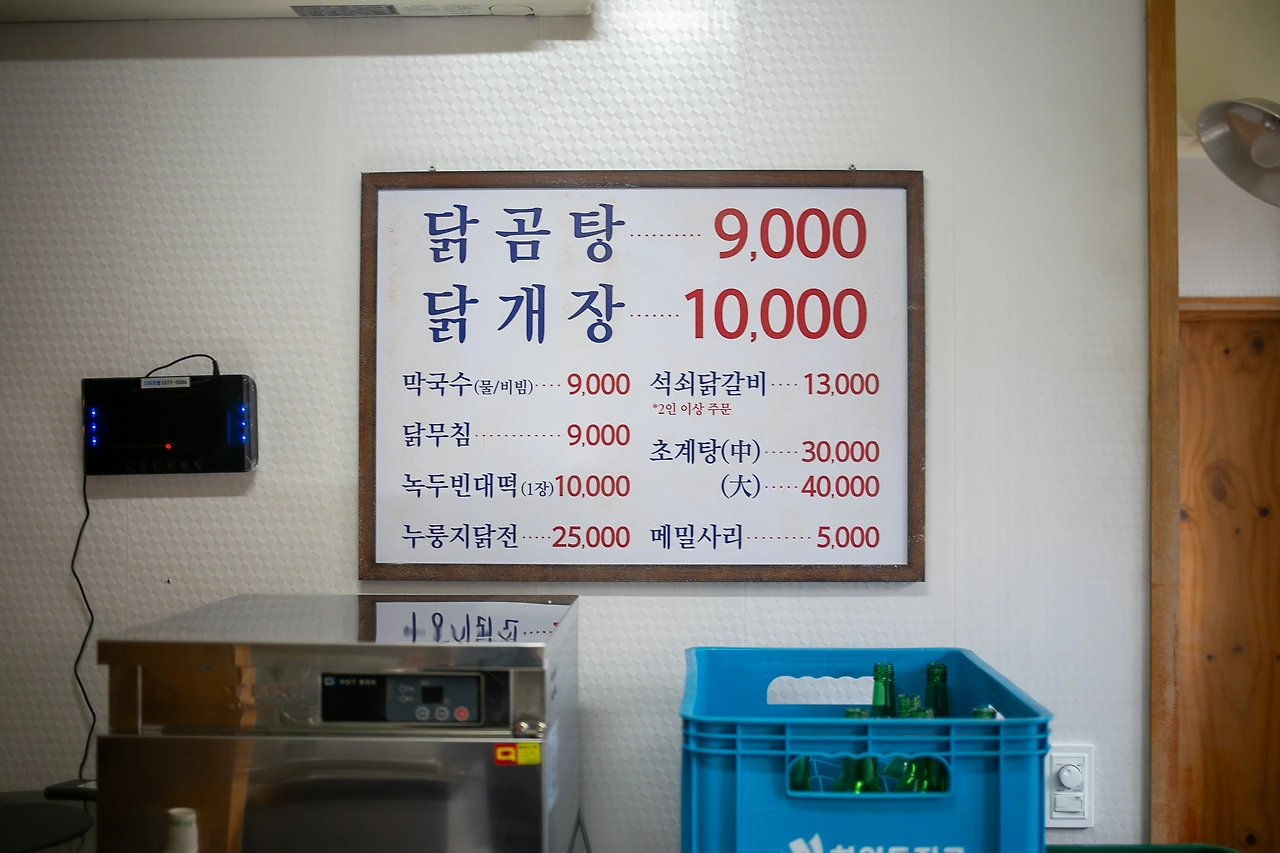 닭곰탕 9,000
닭개장 10,000
막국수(물/비빔) 9,000
닭무침 9,000
녹두빈대떡(1장) 10,000
누룽지닭전 25,000
석쇠닭갈비 13,000
*2인 이상 주문
초계탕(中) 30,000
(大) 40,000
메밀사리 5,000
HOT BOX